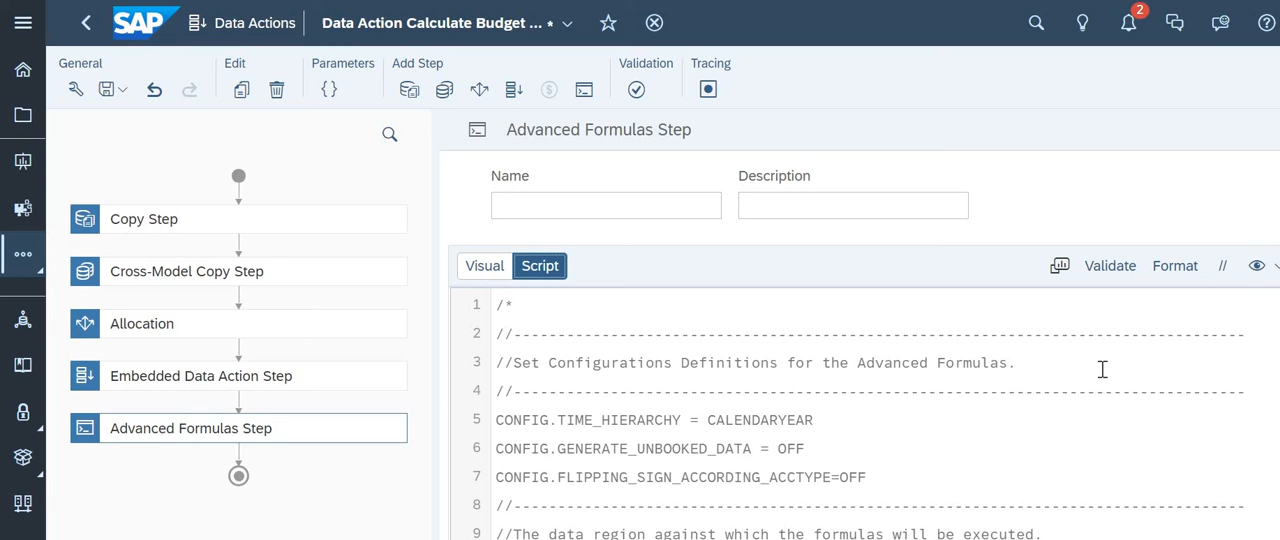 SAP Data Actions Data Action Calculate Budget ... *
2
General Edit Parameters Add Step Validation Tracing
{ } $
Advanced Formulas Step
Name Description
Copy Step
Cross-Model Copy Step
Allocation
Embedded Data Action Step
Advanced Formulas Step
Visual Script Validate Format //
1 /*
2 //-----------------------------------------------------------------------------------
3 //Set Configurations Definitions for the Advanced Formulas.
4 //-----------------------------------------------------------------------------------
5 CONFIG.TIME_HIERARCHY = CALENDARYEAR
6 CONFIG.GENERATE_UNBOOKED_DATA = OFF
7 CONFIG.FLIPPING_SIGN_ACCORDING_ACCTYPE=OFF
8 //-----------------------------------------------------------------------------------
9 //The data region against which the formulas will be executed.